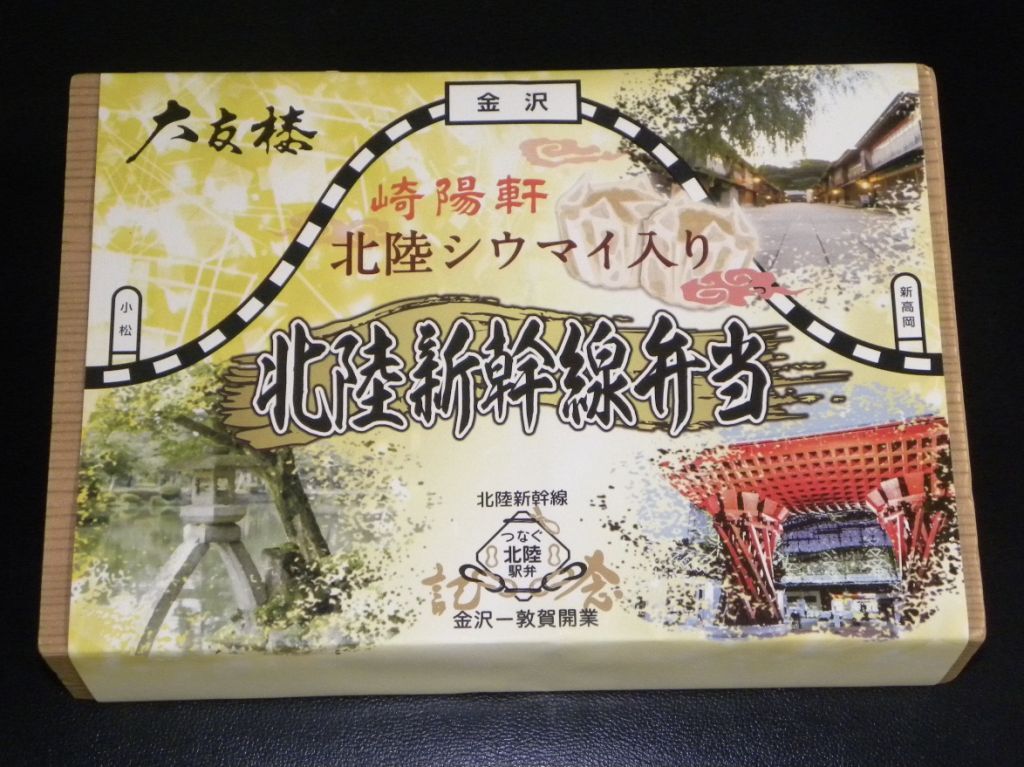 金沢
大友楼
崎陽軒
北陸シウマイ入り
小松
新高岡
北陸新幹線弁当
北陸新幹線
つなぐ
北陸
駅弁
記念
金沢ー敦賀開業